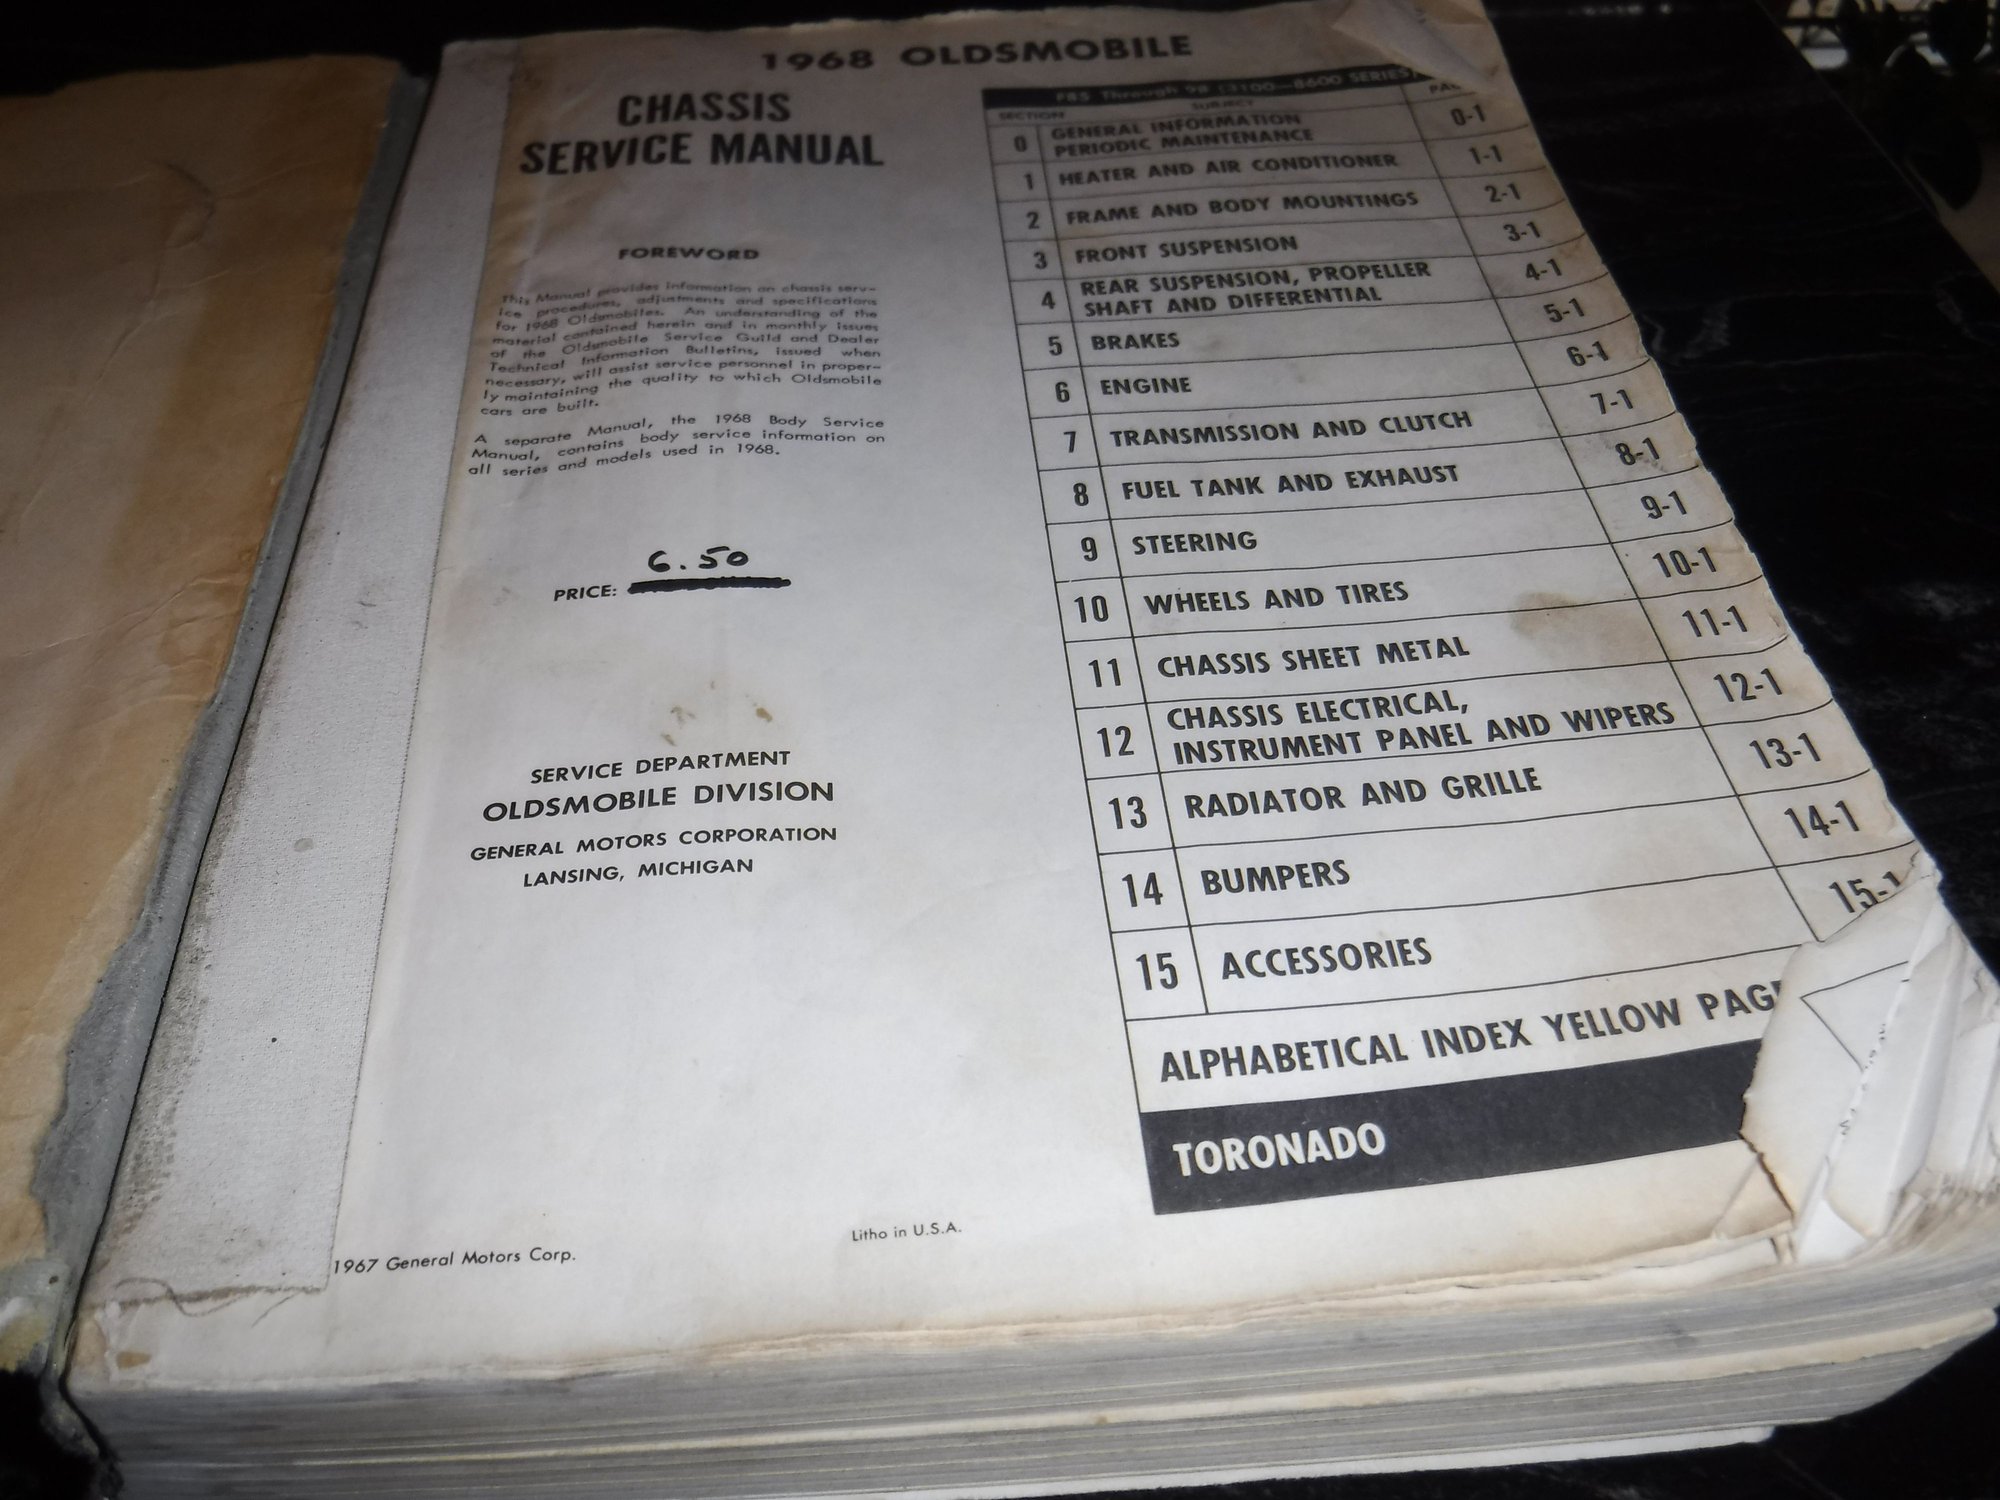 1968 OLDSMOBILE
CHASSIS
SERVICE MANUAL
FOREWORD
This Manual provides information on chassis serv-
ice procedures, adjustments and specifications
for 1968 Oldsmobiles. An understanding of the
material contained herein and in monthly issues
of the Oldsmobile Service Guild and Dealer
Technical Information Bulletins, issued when
necessary, will assist service personnel in proper-
ly maintaining the quality to which Oldsmobile
cars are built.
A separate Manual, the 1968 Body Service
Manual, contains body service information on
all series and models used in 1968.
6.50
PRICE:
SERVICE DEPARTMENT
OLDSMOBILE DIVISION
GENERAL MOTORS CORPORATION
LANSING, MICHIGAN
1967 General Motors Corp.
Litho in U.S.A.
F85 Through 98 (3100—8600 SERIES)
SECTION SUBJECT
0 GENERAL INFORMATION
PERIODIC MAINTENANCE 0-1
1 HEATER AND AIR CONDITIONER 1-1
2 FRAME AND BODY MOUNTINGS 2-1
3 FRONT SUSPENSION 3-1
4 REAR SUSPENSION, PROPELLER
SHAFT AND DIFFERENTIAL 4-1
5 BRAKES 5-1
6 ENGINE 6-1
7 TRANSMISSION AND CLUTCH 7-1
8 FUEL TANK AND EXHAUST 8-1
9 STEERING 9-1
10 WHEELS AND TIRES 10-1
11 CHASSIS SHEET METAL 11-1
12 CHASSIS ELECTRICAL,
INSTRUMENT PANEL AND WIPERS 12-1
13 RADIATOR AND GRILLE 13-1
14 BUMPERS 14-1
15 ACCESSORIES 15-1
ALPHABETICAL INDEX YELLOW PAGE
TORONADO